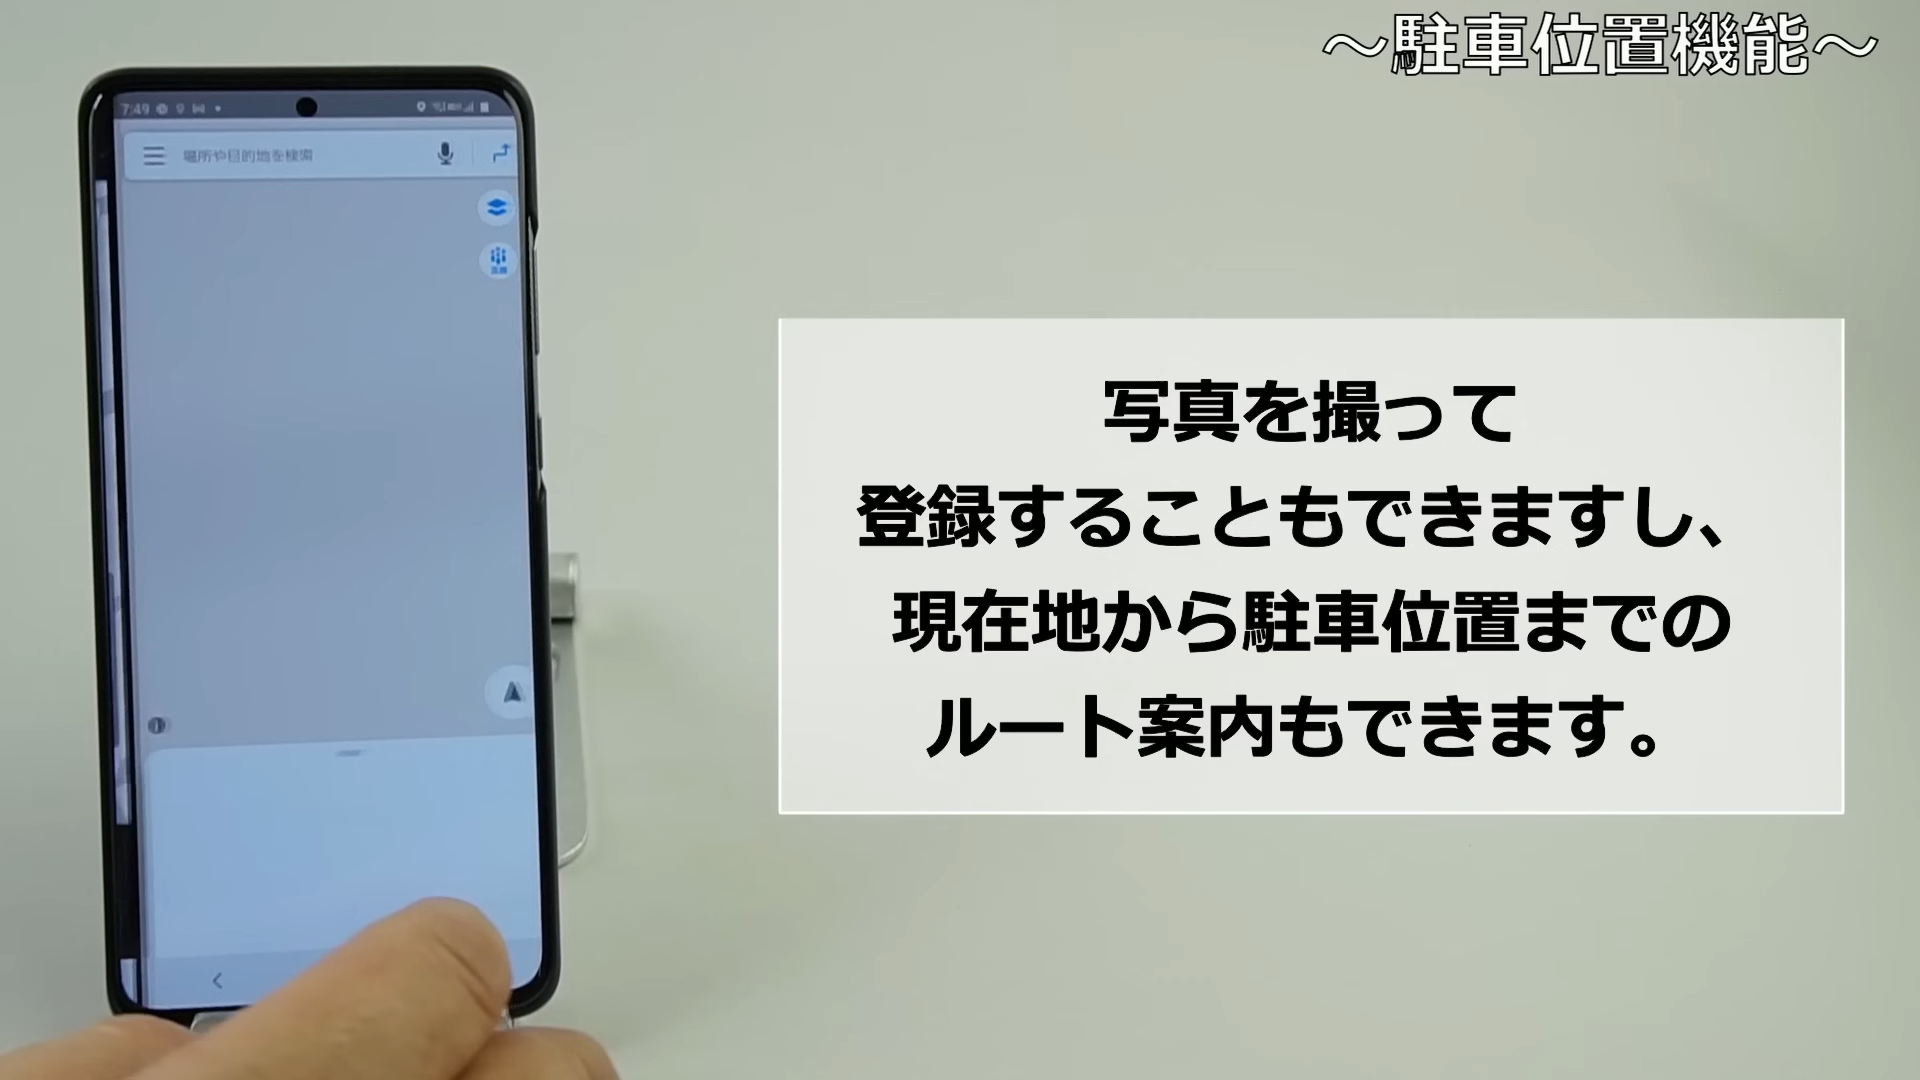 ～駐車位置機能～
7:49
場所や目的地を検索
写真を撮って
登録することもできますし、
現在地から駐車位置までの
ルート案内もできます。